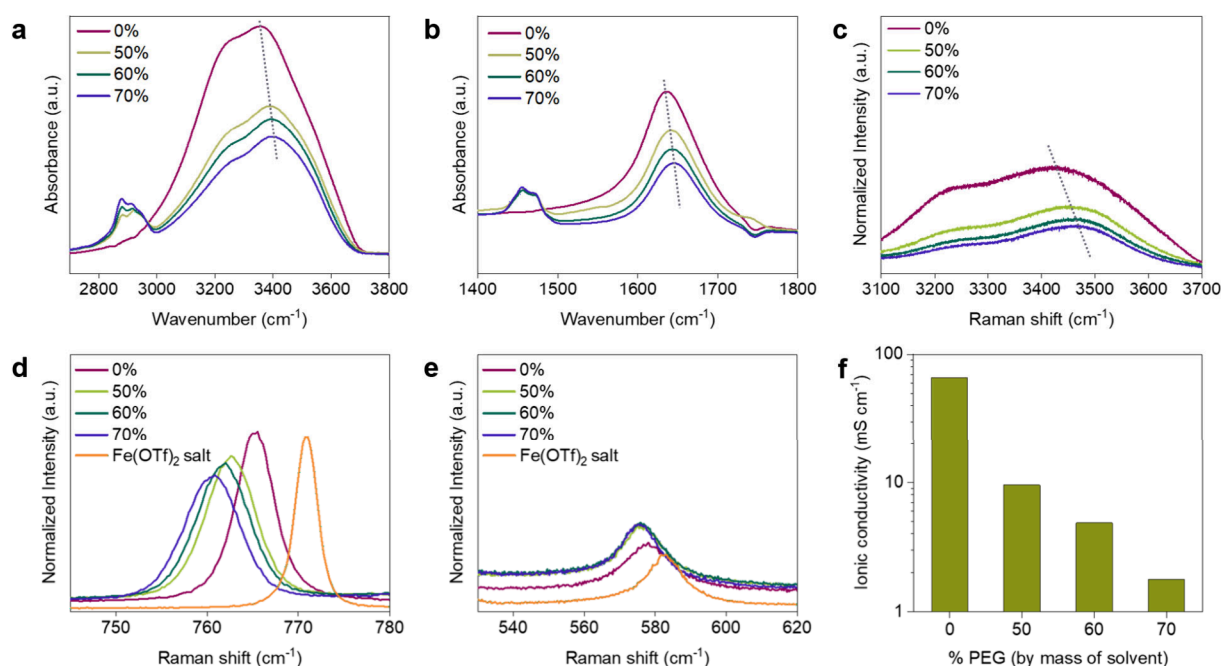 a
0%
50%
60%
70%
Absorbance (a.u.)
2800 3000 3200 3400 3600 3800
Wavenumber (cm⁻¹)
b
0%
50%
60%
70%
Absorbance (a.u.)
1400 1500 1600 1700 1800
Wavenumber (cm⁻¹)
c
0%
50%
60%
70%
Normalized Intensity (a.u.)
3100 3200 3300 3400 3500 3600 3700
Raman shift (cm⁻¹)
d
0%
50%
60%
70%
Fe(OTf)₂ salt
Normalized Intensity (a.u.)
750 760 770 780
Raman shift (cm⁻¹)
e
0%
50%
60%
70%
Fe(OTf)₂ salt
Normalized Intensity (a.u.)
540 560 580 600 620
Raman shift (cm⁻¹)
f
Ionic conductivity (mS cm⁻¹)
100
10
1
0 50 60 70
% PEG (by mass of solvent)